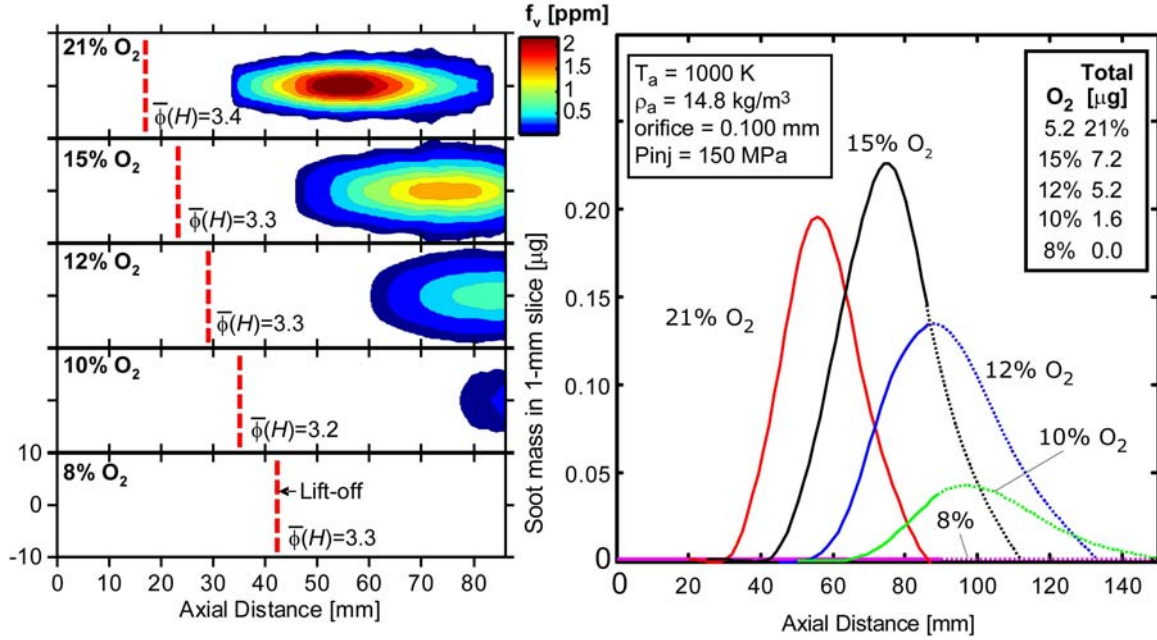 f_v [ppm]
21% O₂
ϕ̅(H)=3.4
2
1.5
1
0.5
15% O₂
ϕ̅(H)=3.3
12% O₂
ϕ̅(H)=3.3
10% O₂
ϕ̅(H)=3.2
10
0
-10
8% O₂
Lift-off
ϕ̅(H)=3.3
0 10 20 30 40 50 60 70 80
Axial Distance [mm]
Soot mass in 1-mm slice [µg]
0.20
0.15
0.10
0.05
0
Tₐ = 1000 K
ρₐ = 14.8 kg/m³
orifice = 0.100 mm
Pinj = 150 MPa
Total
O₂ [µg]
5.2 21%
15% 7.2
12% 5.2
10% 1.6
8% 0.0
15% O₂
21% O₂
12% O₂
10% O₂
8%
0 20 40 60 80 100 120 140
Axial Distance [mm]